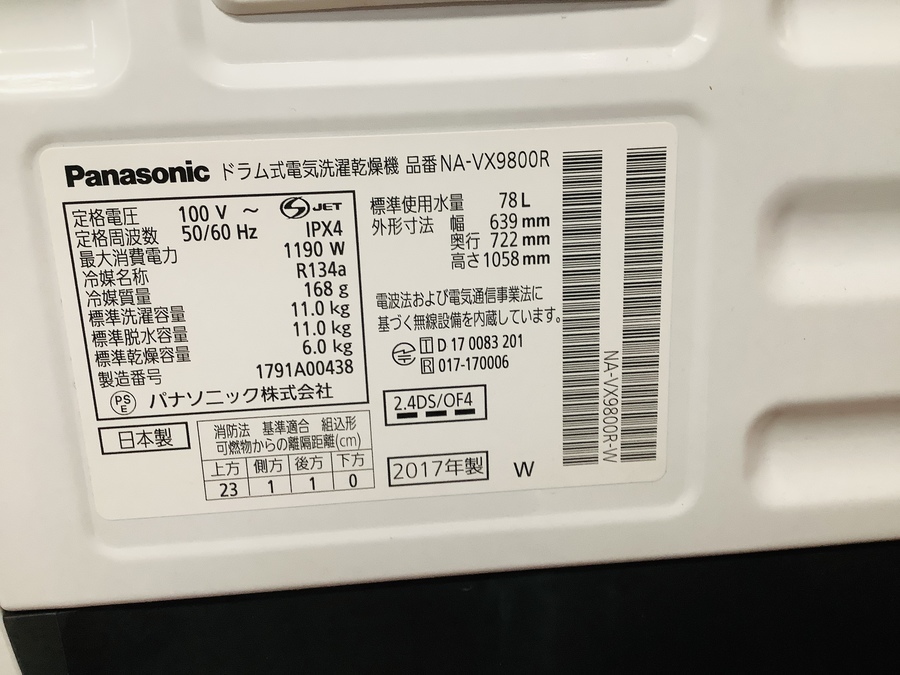 Panasonic ドラム式電気洗濯乾燥機 品番 NA-VX9800R
定格電圧 100 V ～ S JET
定格周波数 50/60 Hz IPX4
最大消費電力 1190 W
冷媒名称 R134a
冷媒質量 168 g
標準洗濯容量 11.0 kg
標準脱水容量 11.0 kg
標準乾燥容量 6.0 kg
製造番号 1791A00438
PSE パナソニック株式会社
日本製
消防法 基準適合 組込形
可燃物からの離隔距離(cm)
上方 側方 後方 下方
23 1 1 0
標準使用水量 78 L
外形寸法 幅 639 mm
奥行 722 mm
高さ 1058 mm
電波法および電気通信事業法に
基づく無線設備を内蔵しています。
T D 17 0083 201
R 017-170006
2.4DS/OF4
2017年製 W
NA-VX9800R-W